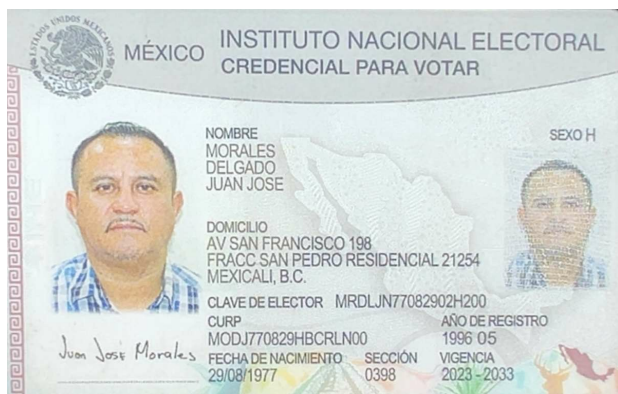 ESTADOS UNIDOS MEXICANOS
MÉXICO INSTITUTO NACIONAL ELECTORAL
CREDENCIAL PARA VOTAR
NOMBRE
MORALES
DELGADO
JUAN JOSE
SEXO H
DOMICILIO
AV SAN FRANCISCO 198
FRACC SAN PEDRO RESIDENCIAL 21254
MEXICALI, B.C.
CLAVE DE ELECTOR MRDLJN77082902H200
CURP AÑO DE REGISTRO
MODJ770829HBCRLN00 1996 05
FECHA DE NACIMIENTO SECCIÓN VIGENCIA
29/08/1977 0398 2023 - 2033
Juan José Morales